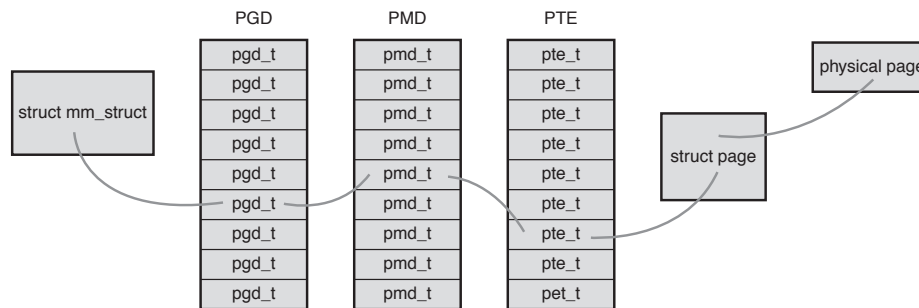 PGD
PMD
PTE
struct mm_struct
pgd_t
pgd_t
pgd_t
pgd_t
pgd_t
pgd_t
pgd_t
pgd_t
pgd_t
pmd_t
pmd_t
pmd_t
pmd_t
pmd_t
pmd_t
pmd_t
pmd_t
pmd_t
pte_t
pte_t
pte_t
pte_t
pte_t
pte_t
pte_t
pte_t
pet_t
struct page
physical page